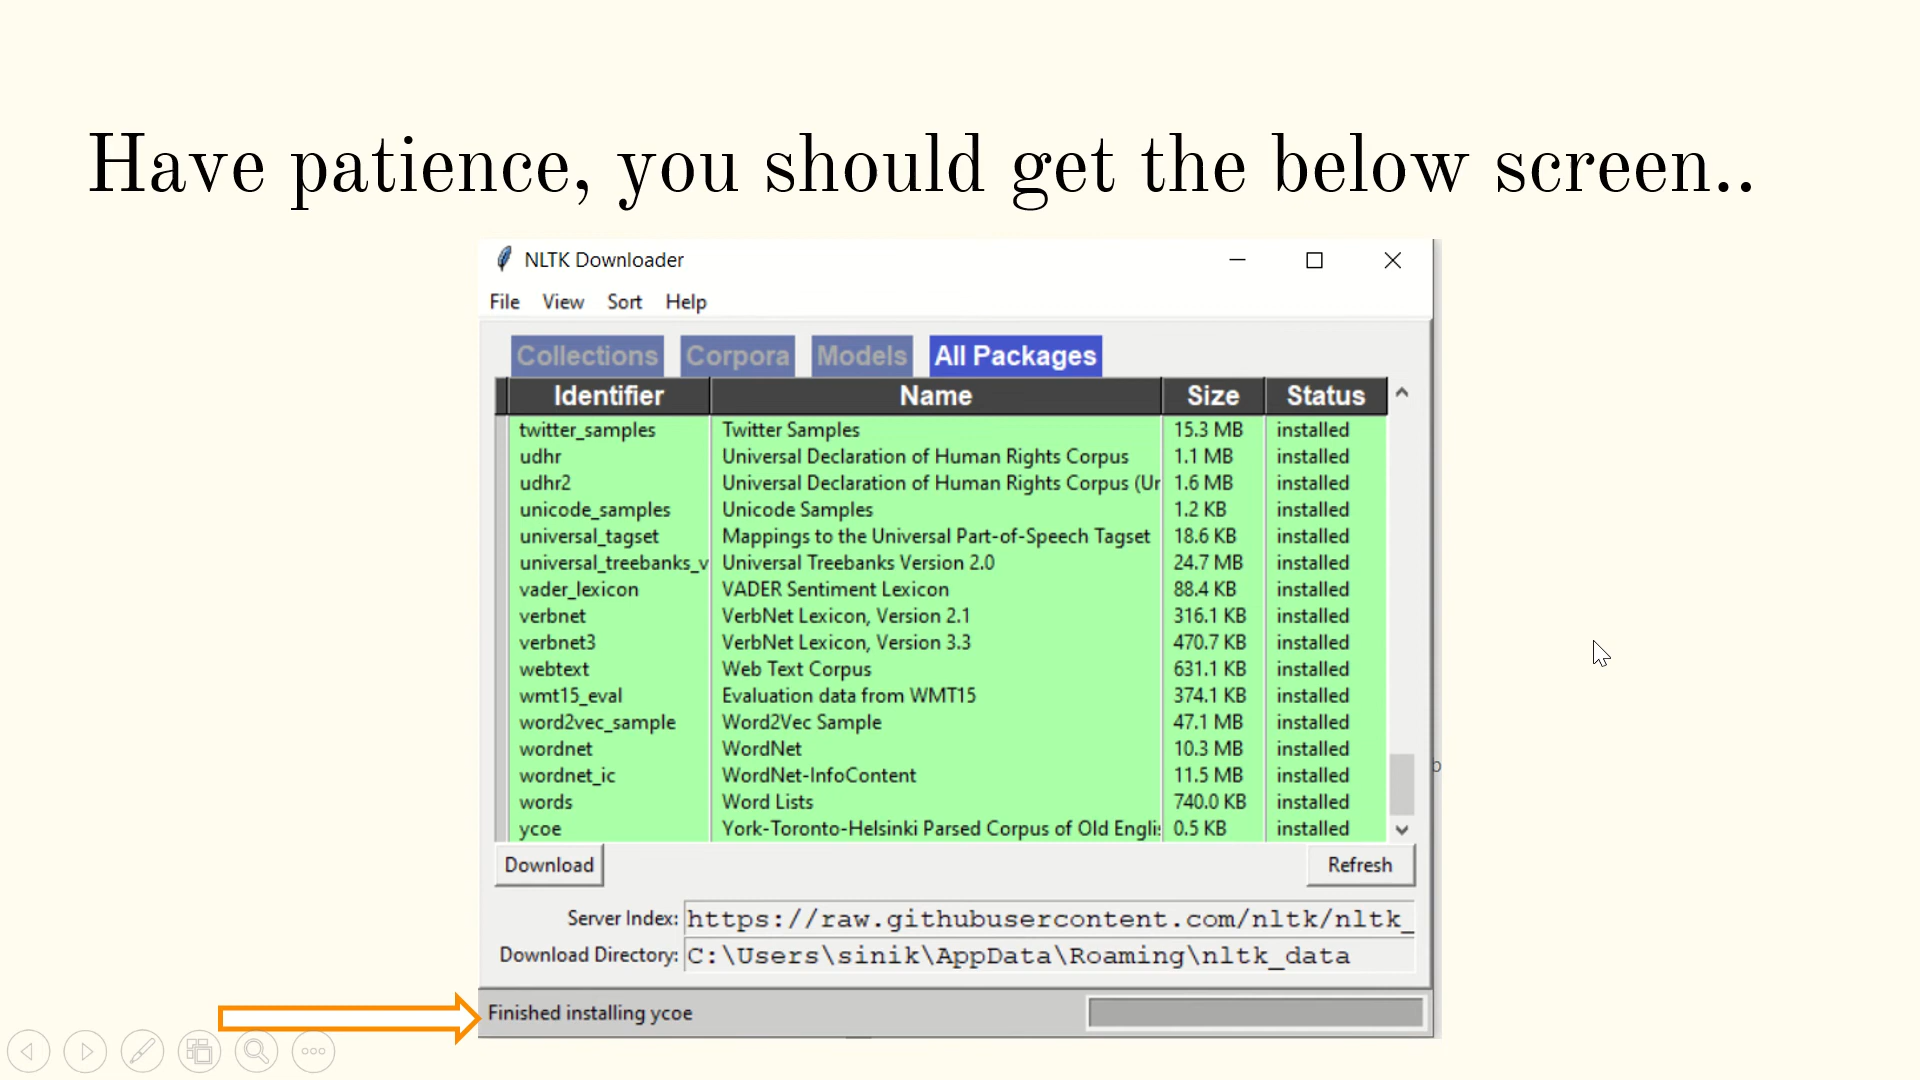 Have patience, you should get the below screen..
NLTK Downloader
File View Sort Help
Collections Corpora Models All Packages
Identifier Name Size Status
twitter_samples Twitter Samples 15.3 MB installed
udhr Universal Declaration of Human Rights Corpus 1.1 MB installed
udhr2 Universal Declaration of Human Rights Corpus (Ur 1.6 MB installed
unicode_samples Unicode Samples 1.2 KB installed
universal_tagset Mappings to the Universal Part-of-Speech Tagset 18.6 KB installed
universal_treebanks_v Universal Treebanks Version 2.0 24.7 MB installed
vader_lexicon VADER Sentiment Lexicon 88.4 KB installed
verbnet VerbNet Lexicon, Version 2.1 316.1 KB installed
verbnet3 VerbNet Lexicon, Version 3.3 470.7 KB installed
webtext Web Text Corpus 631.1 KB installed
wmt15_eval Evaluation data from WMT15 374.1 KB installed
word2vec_sample Word2Vec Sample 47.1 MB installed
wordnet WordNet 10.3 MB installed
wordnet_ic WordNet-InfoContent 11.5 MB installed
words Word Lists 740.0 KB installed
ycoe York-Toronto-Helsinki Parsed Corpus of Old Englis 0.5 KB installed
Download Refresh
Server Index: https://raw.githubusercontent.com/nltk/nltk_
Download Directory: C:\Users\sinik\AppData\Roaming\nltk_data
Finished installing ycoe